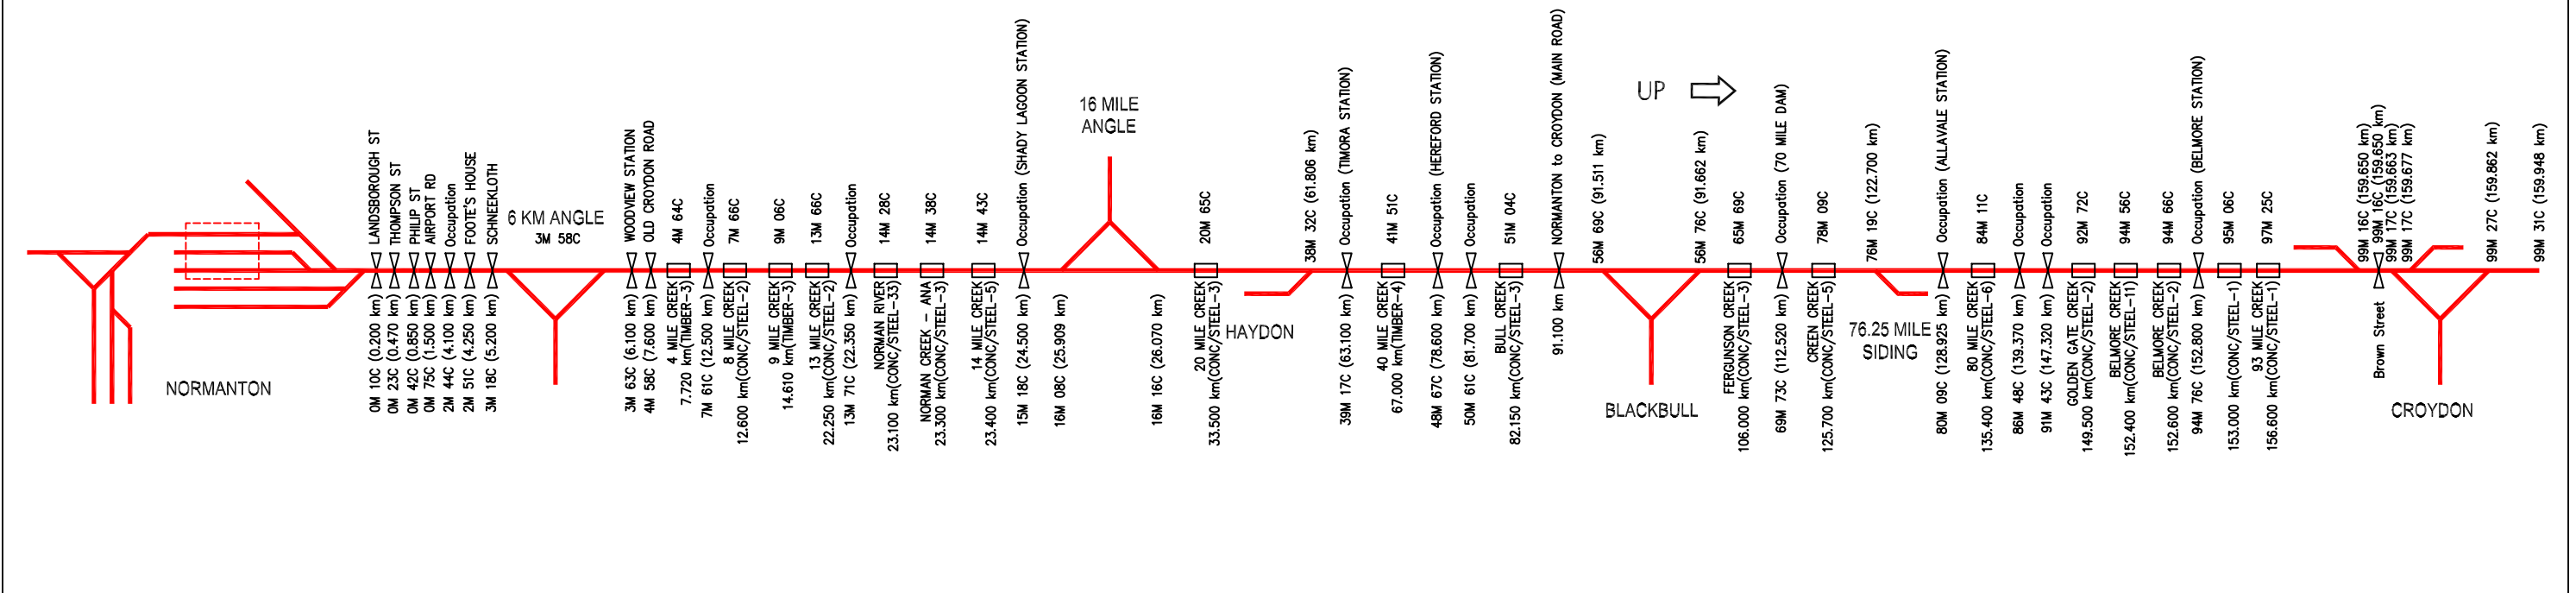 NORMANTON
LANDSBOROUGH ST
0M 10C (0.200 km)
THOMPSON ST
0M 23C (0.470 km)
PHILIP ST
0M 42C (0.850 km)
AIRPORT RD
0M 75C (1.500 km)
Occupation
2M 44C (4.100 km)
FOOTE'S HOUSE
2M 51C (4.250 km)
SCHNEEKLOTH
3M 18C (5.200 km)
6 KM ANGLE
3M 58C
WOODVIEW STATION
3M 63C (6.100 km)
OLD CROYDON ROAD
4M 58C (7.600 km)
4M 64C
4 MILE CREEK
7.720 km(TIMBER-3)
Occupation
7M 61C (12.500 km)
7M 66C
8 MILE CREEK
12.600 km(CONC/STEEL-2)
9M 06C
9 MILE CREEK
14.610 km(TIMBER-3)
13M 66C
13 MILE CREEK
22.250 km(CONC/STEEL-2)
Occupation
13M 71C (22.350 km)
14M 28C
NORMAN RIVER
23.100 km(CONC/STEEL-33)
14M 38C
NORMAN CREEK - ANA
23.300 km(CONC/STEEL-3)
14M 43C
14 MILE CREEK
23.400 km(CONC/STEEL-5)
Occupation (SHADY LAGOON STATION)
15M 18C (24.500 km)
16M 08C (25.909 km)
16 MILE
ANGLE
16M 16C (26.070 km)
20M 65C
20 MILE CREEK
33.500 km(CONC/STEEL-3)
HAYDON
38M 32C (61.806 km)
Occupation (TIMORA STATION)
39M 17C (63.100 km)
41M 51C
40 MILE CREEK
67.000 km(TIMBER-4)
Occupation (HEREFORD STATION)
48M 67C (78.600 km)
Occupation
50M 61C (81.700 km)
51M 04C
BULL CREEK
82.150 km(CONC/STEEL-3)
NORMANTON to CROYDON (MAIN ROAD)
91.100 km
56M 69C (91.511 km)
BLACKBULL
UP
56M 76C (91.662 km)
65M 69C
FERGUNSON CREEK
106.000 km(CONC/STEEL-3)
Occupation (70 MILE DAM)
69M 73C (112.520 km)
78M 09C
CREEN CREEK
125.700 km(CONC/STEEL-5)
76M 19C (122.700 km)
76.25 MILE
SIDING
Occupation (ALLAVALE STATION)
80M 09C (128.925 km)
84M 11C
80 MILE CREEK
135.400 km(CONC/STEEL-6)
Occupation
86M 48C (139.370 km)
Occupation
91M 43C (147.320 km)
92M 72C
GOLDEN GATE CREEK
149.500 km(CONC/STEEL-2)
94M 56C
BELMORE CREEK
152.400 km(CONC/STEEL-11)
94M 66C
BELMORE CREEK
152.600 km(CONC/STEEL-2)
Occupation (BELMORE STATION)
94M 76C (152.800 km)
95M 06C
153.000 km(CONC/STEEL-1)
97M 25C
93 MILE CREEK
156.600 km(CONC/STEEL-1)
99M 16C (159.650 km)
99M 16C (159.650 km)
Brown Street
99M 17C (159.663 km)
99M 17C (159.677 km)
CROYDON
99M 27C (159.862 km)
99M 31C (159.948 km)